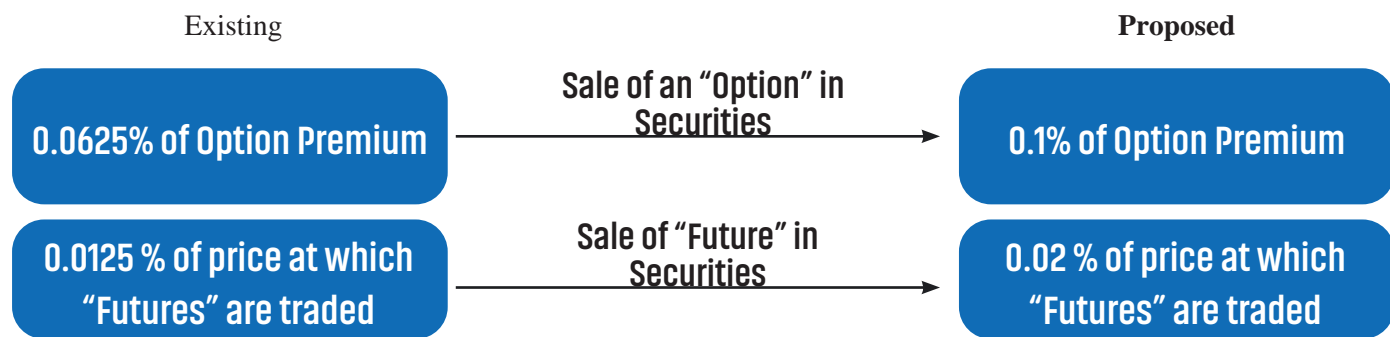 Existing
Proposed
0.0625% of Option Premium
Sale of an “Option” in
Securities
0.1% of Option Premium
0.0125 % of price at which
“Futures” are traded
Sale of “Future” in
Securities
0.02 % of price at which
“Futures” are traded